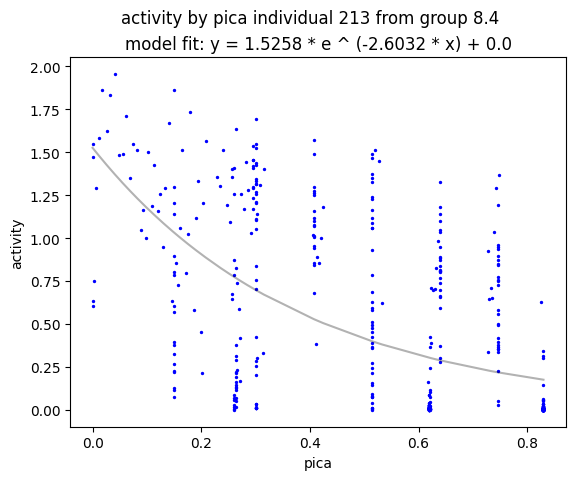 activity by pica individual 213 from group 8.4
model fit: y = 1.5258 * e ^ (-2.6032 * x) + 0.0
2.00
1.75
1.50
1.25
1.00
0.75
0.50
0.25
0.00
activity
0.0 0.2 0.4 0.6 0.8
pica